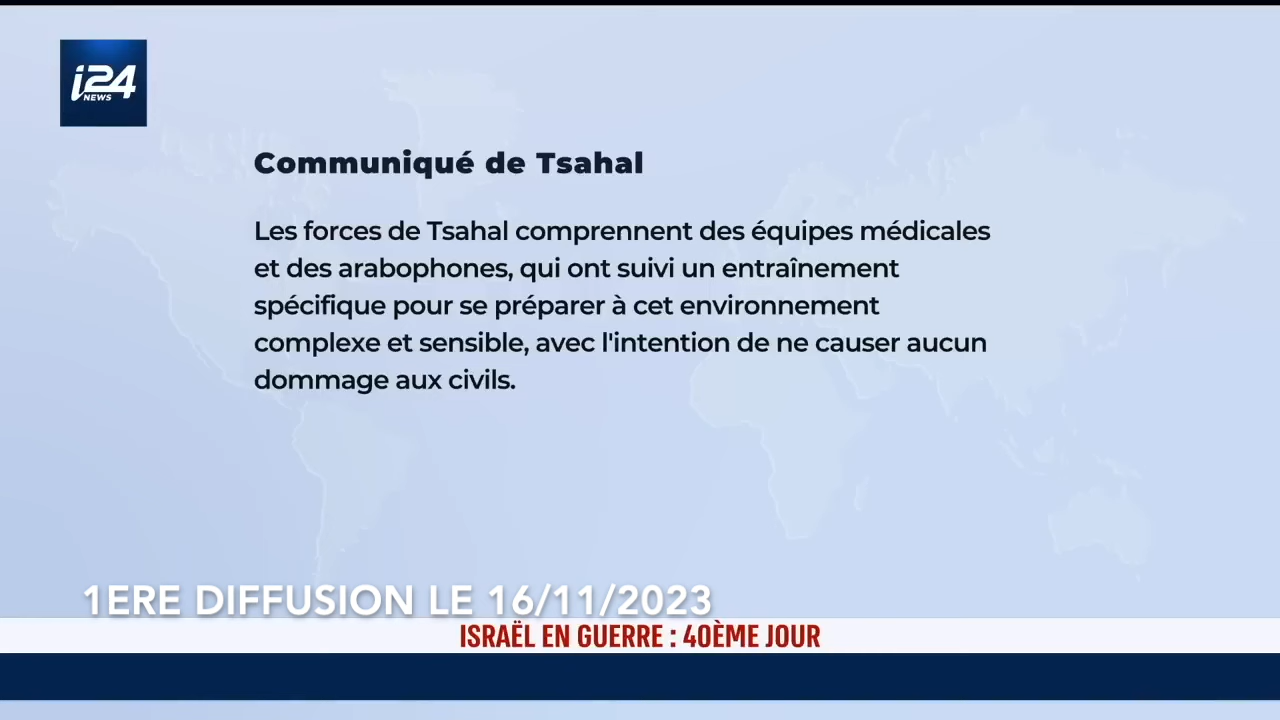 i24
NEWS
Communiqué de Tsahal
Les forces de Tsahal comprennent des équipes médicales
et des arabophones, qui ont suivi un entraînement
spécifique pour se préparer à cet environnement
complexe et sensible, avec l'intention de ne causer aucun
dommage aux civils.
1ERE DIFFUSION LE 16/11/2023
ISRAËL EN GUERRE : 40ÈME JOUR